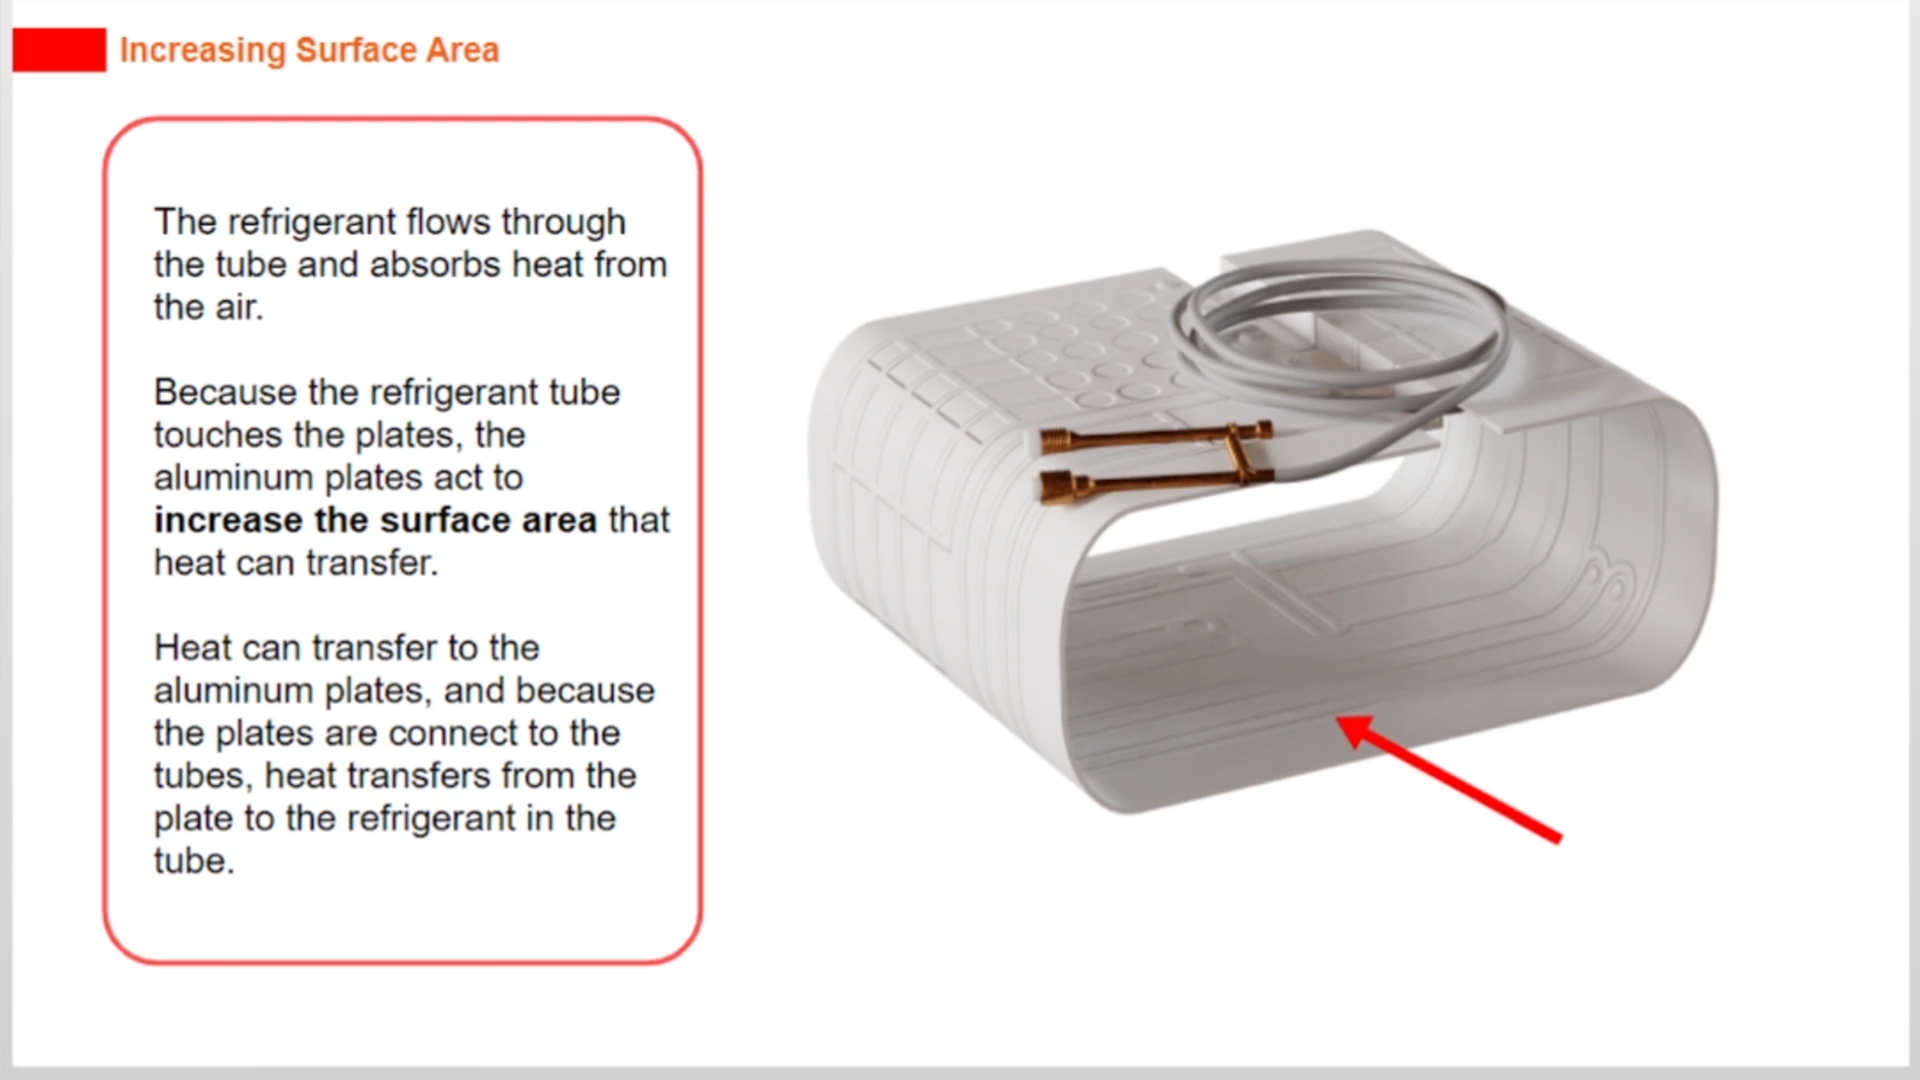 Increasing Surface Area
The refrigerant flows through
the tube and absorbs heat from
the air.
Because the refrigerant tube
touches the plates, the
aluminum plates act to
increase the surface area that
heat can transfer.
Heat can transfer to the
aluminum plates, and because
the plates are connect to the
tubes, heat transfers from the
plate to the refrigerant in the
tube.